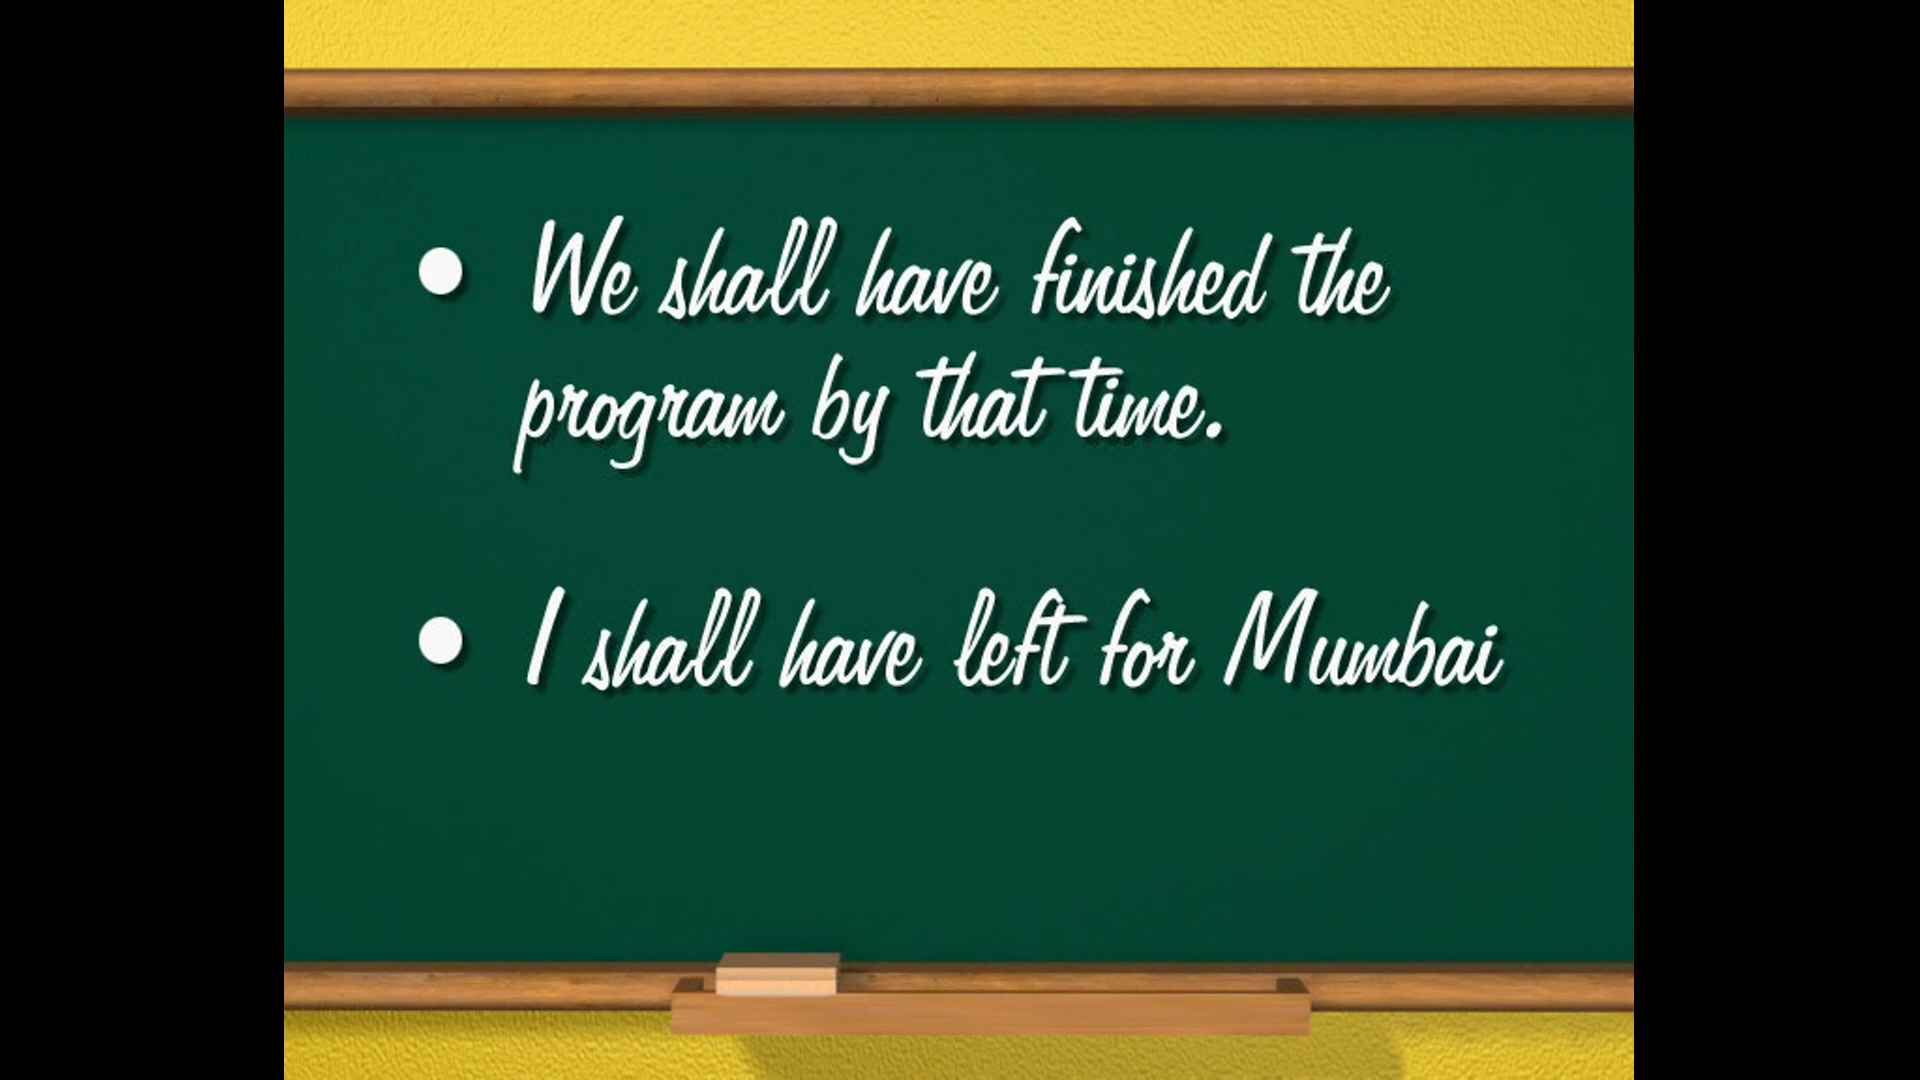 • We shall have finished the
program by that time.
• I shall have left for Mumbai